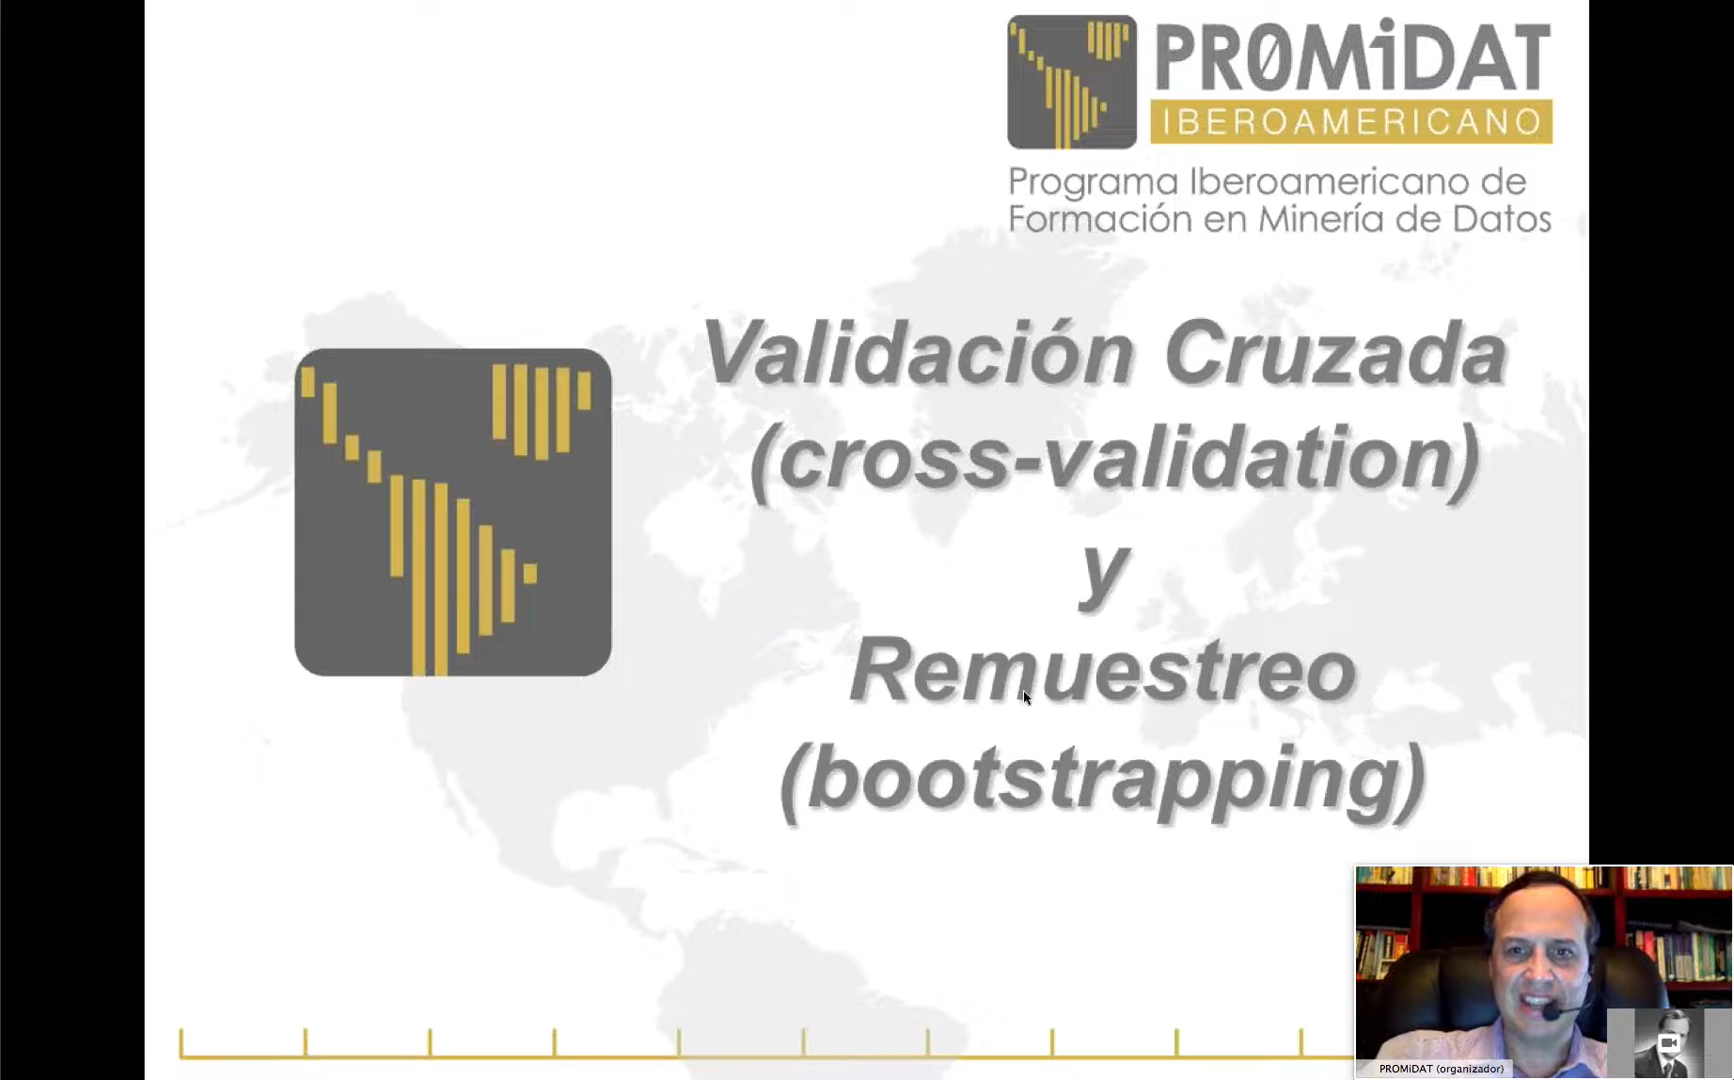 PR0MiDAT
IBEROAMERICANO
Programa Iberoamericano de
Formación en Minería de Datos
Validación Cruzada
(cross-validation)
y
Remuestreo
(bootstrapping)
PROMiDAT (organizador)